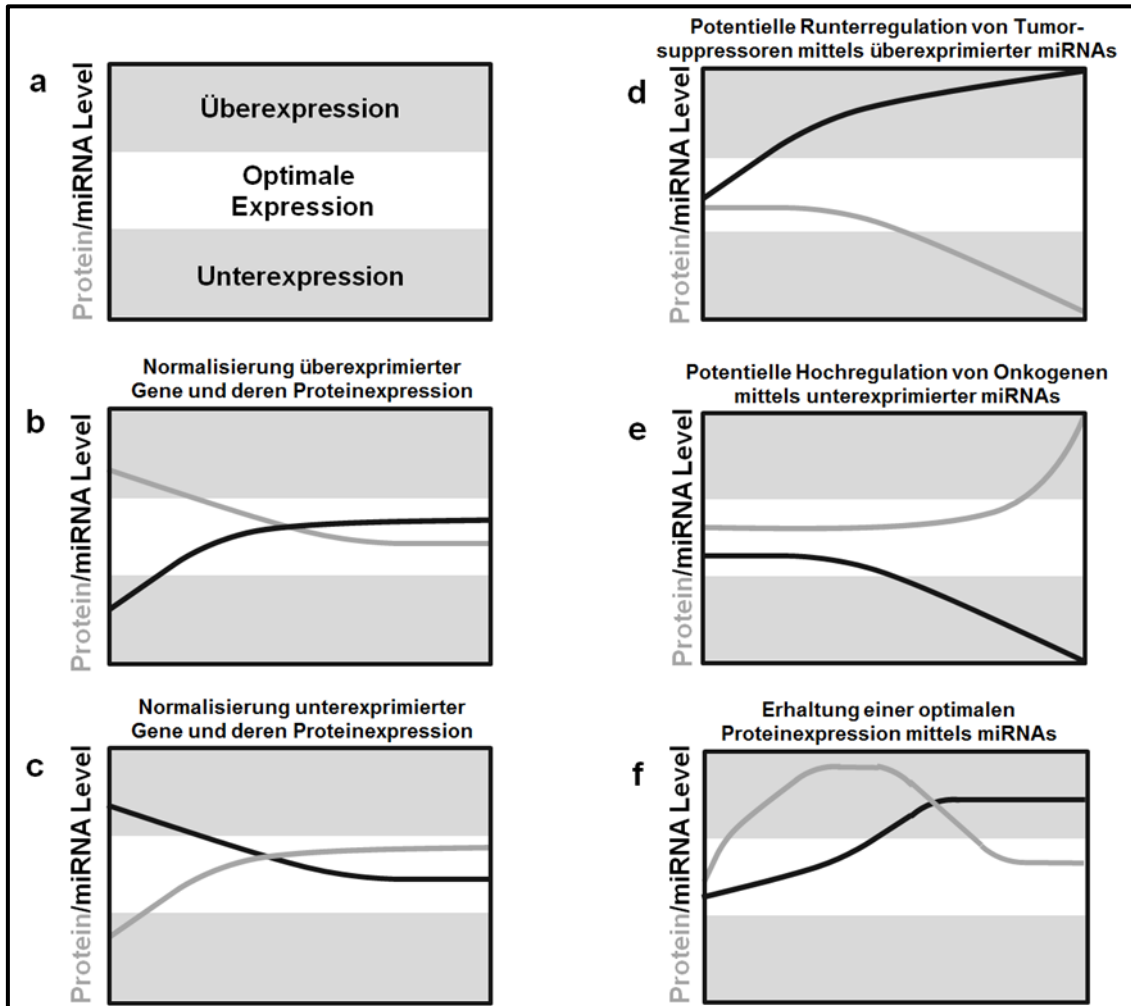 a
Protein/miRNA Level
Überexpression
Optimale
Expression
Unterexpression
Normalisierung überexprimierter
Gene und deren Proteinexpression
b
Protein/miRNA Level
Normalisierung unterexprimierter
Gene und deren Proteinexpression
c
Protein/miRNA Level
Potentielle Runterregulation von Tumor-
suppressoren mittels überexprimierter miRNAs
d
Protein/miRNA Level
Potentielle Hochregulation von Onkogenen
mittels unterexprimierter miRNAs
e
Protein/miRNA Level
Erhaltung einer optimalen
Proteinexpression mittels miRNAs
f
Protein/miRNA Level